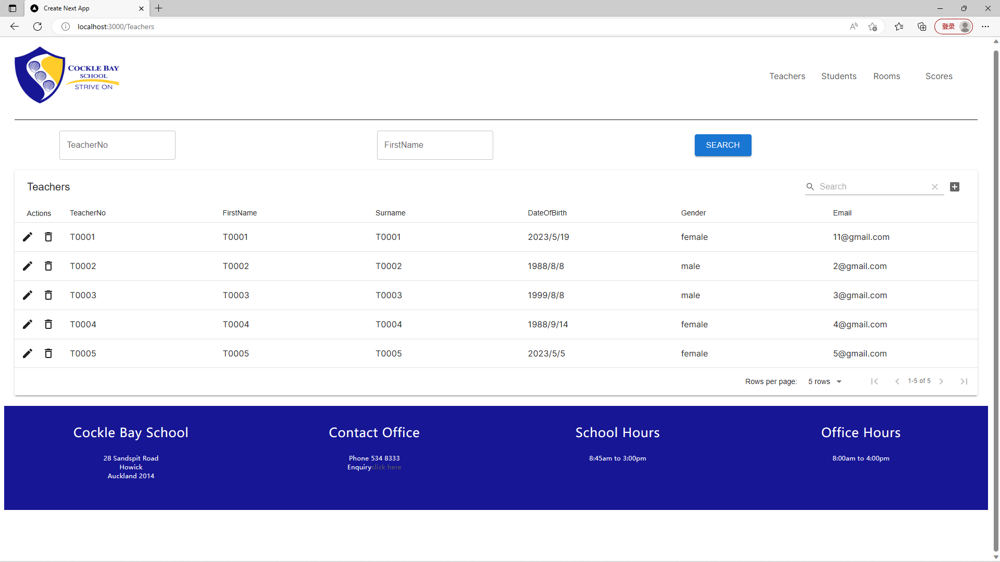 Create Next App
localhost:3000/Teachers
登录
COCKLE BAY
SCHOOL
STRIVE ON
Teachers Students Rooms Scores
TeacherNo FirstName SEARCH
Teachers Search
Actions TeacherNo FirstName Surname DateOfBirth Gender Email
T0001 T0001 T0001 2023/5/19 female 11@gmail.com
T0002 T0002 T0002 1988/8/8 male 2@gmail.com
T0003 T0003 T0003 1999/8/8 male 3@gmail.com
T0004 T0004 T0004 1988/9/14 female 4@gmail.com
T0005 T0005 T0005 2023/5/5 female 5@gmail.com
Rows per page: 5 rows 1-5 of 5
Cockle Bay School
28 Sandspit Road
Howick
Auckland 2014
Contact Office
Phone 534 8333
Enquiryclick here
School Hours
8:45am to 3:00pm
Office Hours
8:00am to 4:00pm